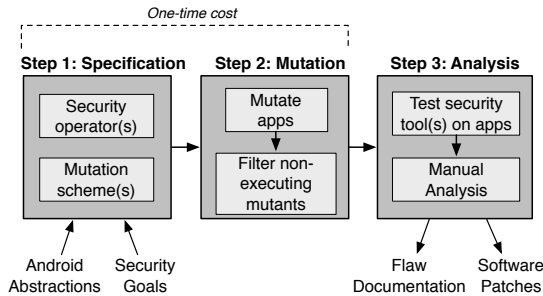 One-time cost
Step 1: Specification
Security
operator(s)
Mutation
scheme(s)
Android
Abstractions
Security
Goals
Step 2: Mutation
Mutate
apps
Filter non-
executing
mutants
Step 3: Analysis
Test security
tool(s) on apps
Manual
Analysis
Flaw
Documentation
Software
Patches